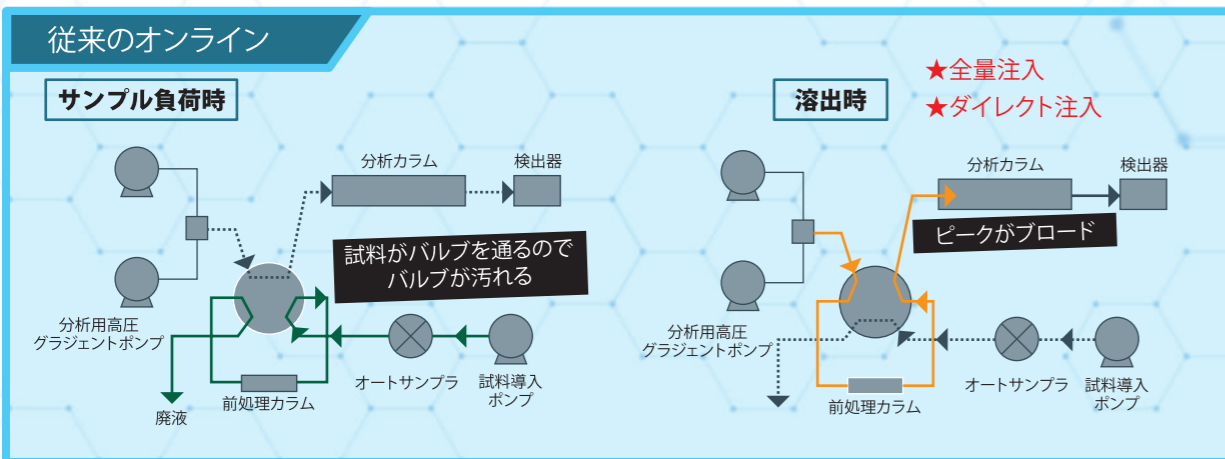 従来のオンライン
サンプル負荷時
分析カラム
検出器
試料がバルブを通るので
バルブが汚れる
分析用高圧
グラジェントポンプ
オートサンプラ
試料導入
ポンプ
前処理カラム
廃液
溶出時
★全量注入
★ダイレクト注入
分析カラム
検出器
ピークがブロード
分析用高圧
グラジェントポンプ
オートサンプラ
試料導入
ポンプ
前処理カラム